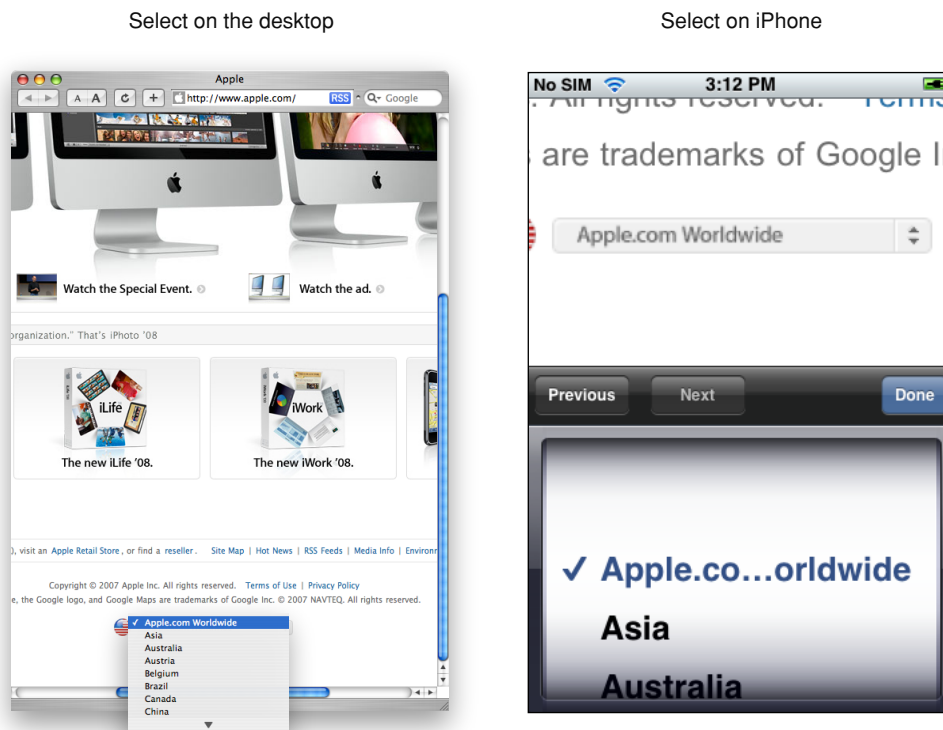 Select on the desktop
Select on iPhone
Apple
A A
http://www.apple.com/
RSS
Q Google
Watch the Special Event.
Watch the ad.
organization." That's iPhoto '08
iLife
iWork
The new iLife '08.
The new iWork '08.
), visit an Apple Retail Store, or find a reseller. Site Map | Hot News | RSS Feeds | Media Info | Environ
Copyright © 2007 Apple Inc. All rights reserved. Terms of Use | Privacy Policy
e, the Google logo, and Google Maps are trademarks of Google Inc. © 2007 NAVTEQ. All rights reserved.
✓ Apple.com Worldwide
Asia
Australia
Austria
Belgium
Brazil
Canada
China
No SIM 3:12 PM
. All rights reserved. Terms
are trademarks of Google I
Apple.com Worldwide
Previous
Next
Done
✓ Apple.co...orldwide
Asia
Australia